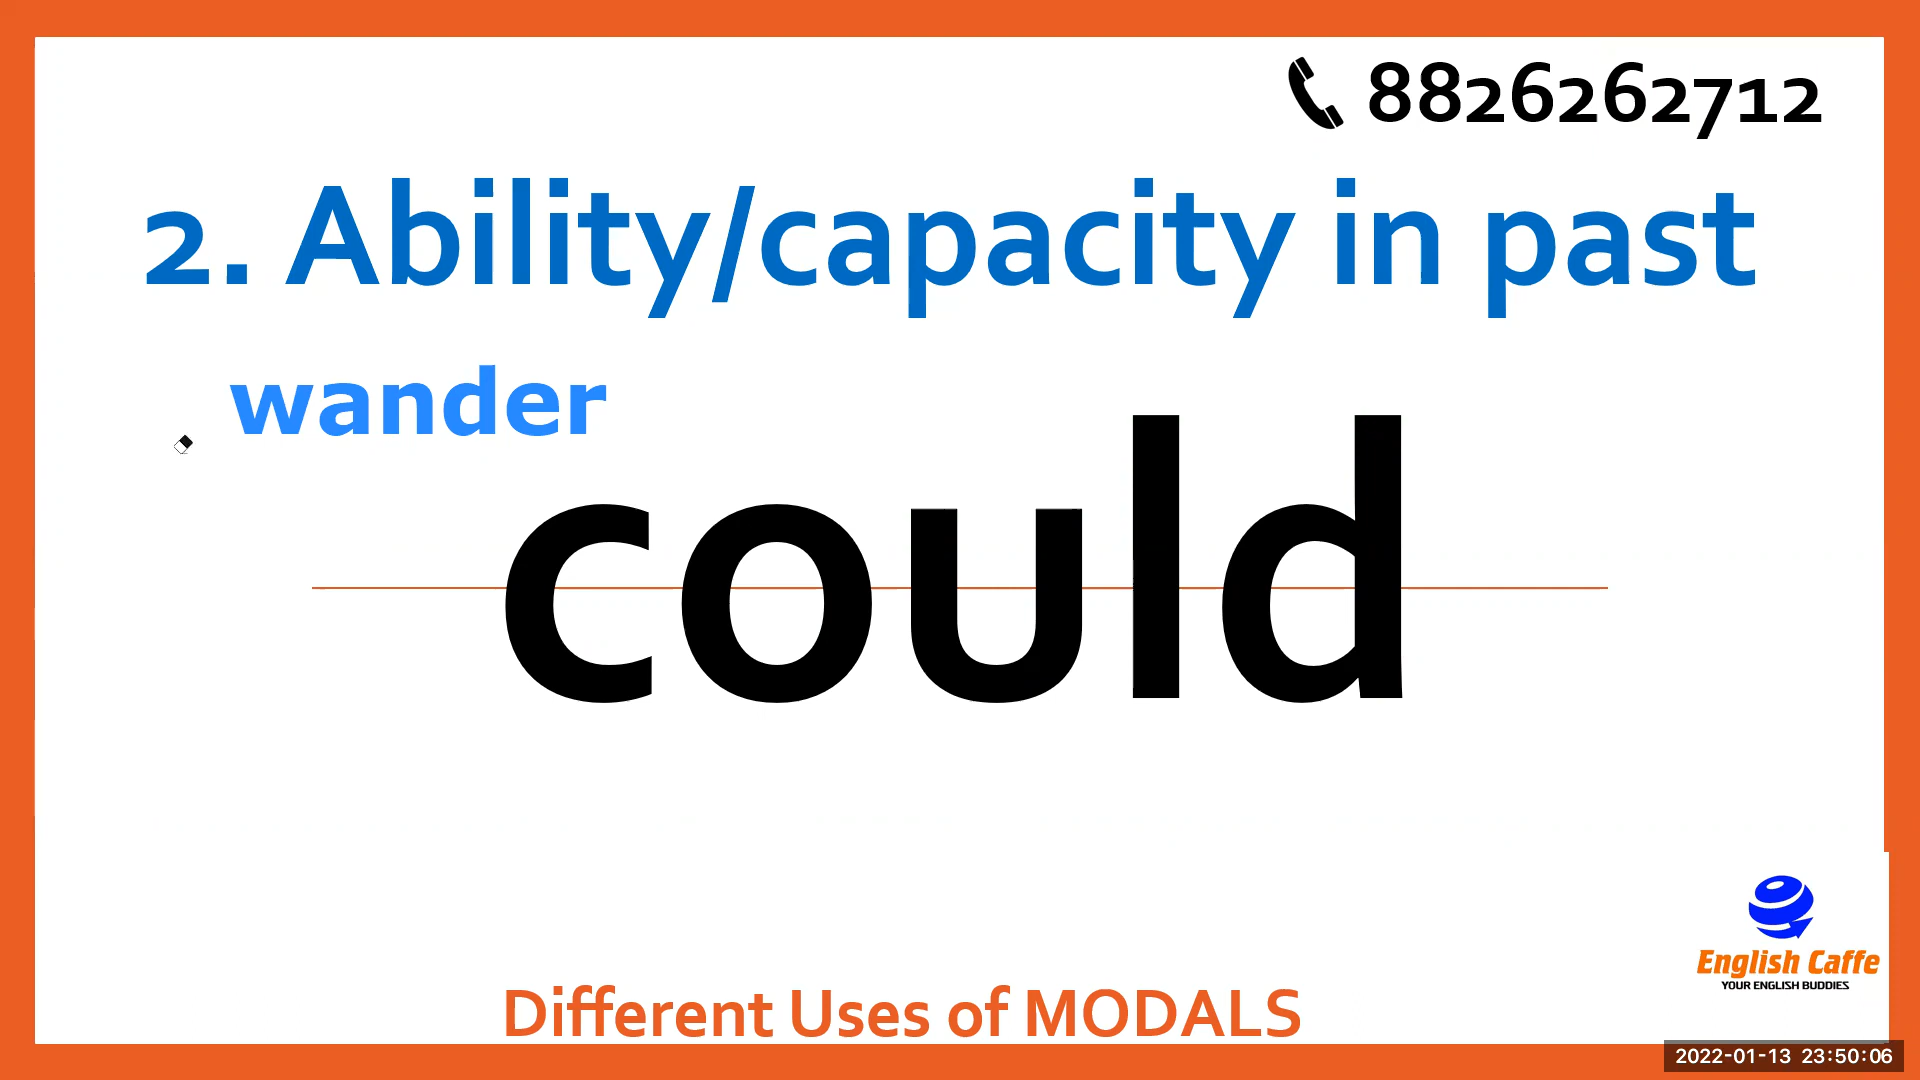 8826262712
2. Ability/capacity in past
wander
could
English Caffe
YOUR ENGLISH BUDDIES
Different Uses of MODALS
2022-01-13 23:50:06